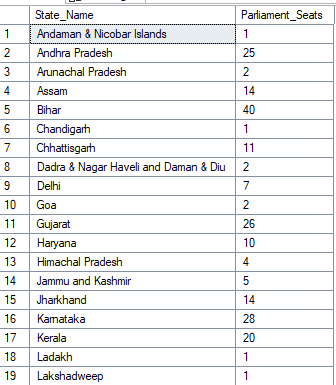 State_Name Parliament_Seats
1 Andaman & Nicobar Islands 1
2 Andhra Pradesh 25
3 Arunachal Pradesh 2
4 Assam 14
5 Bihar 40
6 Chandigarh 1
7 Chhattisgarh 11
8 Dadra & Nagar Haveli and Daman & Diu 2
9 Delhi 7
10 Goa 2
11 Gujarat 26
12 Haryana 10
13 Himachal Pradesh 4
14 Jammu and Kashmir 5
15 Jharkhand 14
16 Karnataka 28
17 Kerala 20
18 Ladakh 1
19 Lakshadweep 1